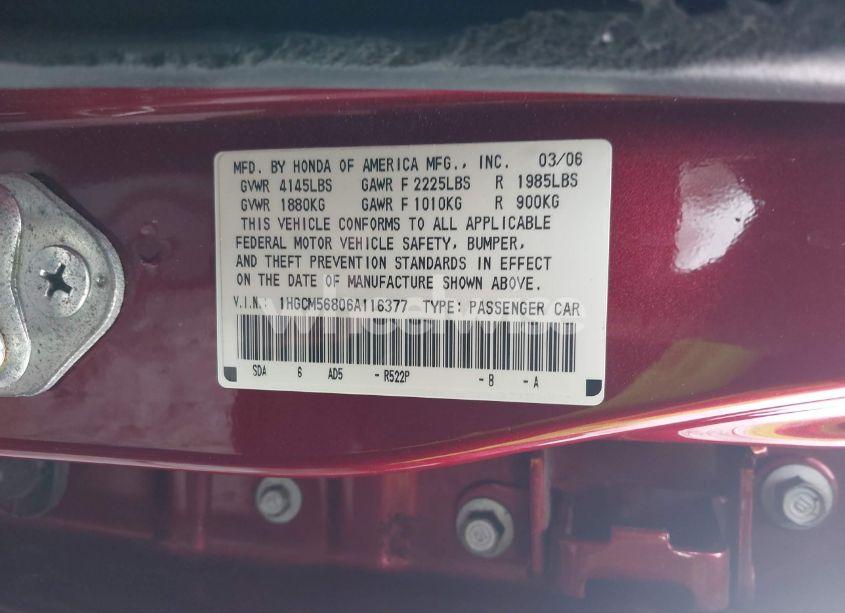 MFD. BY HONDA OF AMERICA MFG., INC. 03/06
GVWR 4145LBS GAWR F 2225LBS R 1985LBS
GVWR 1880KG GAWR F 1010KG R 900KG
THIS VEHICLE CONFORMS TO ALL APPLICABLE
FEDERAL MOTOR VEHICLE SAFETY, BUMPER,
AND THEFT PREVENTION STANDARDS IN EFFECT
ON THE DATE OF MANUFACTURE SHOWN ABOVE.
V.I.N.: 1HGCM56806A116377 TYPE: PASSENGER CAR
SDA 6 AD5 - R522P - B - A